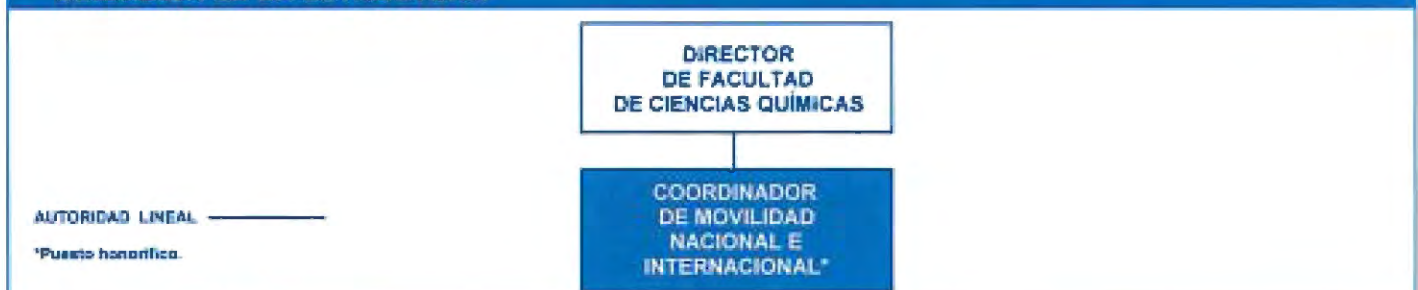 DIRECTOR
DE FACULTAD
DE CIENCIAS QUÍMICAS
COORDINADOR
DE MOVILIDAD
NACIONAL E
INTERNACIONAL*
AUTORIDAD LINEAL
*Puesto honorífico.